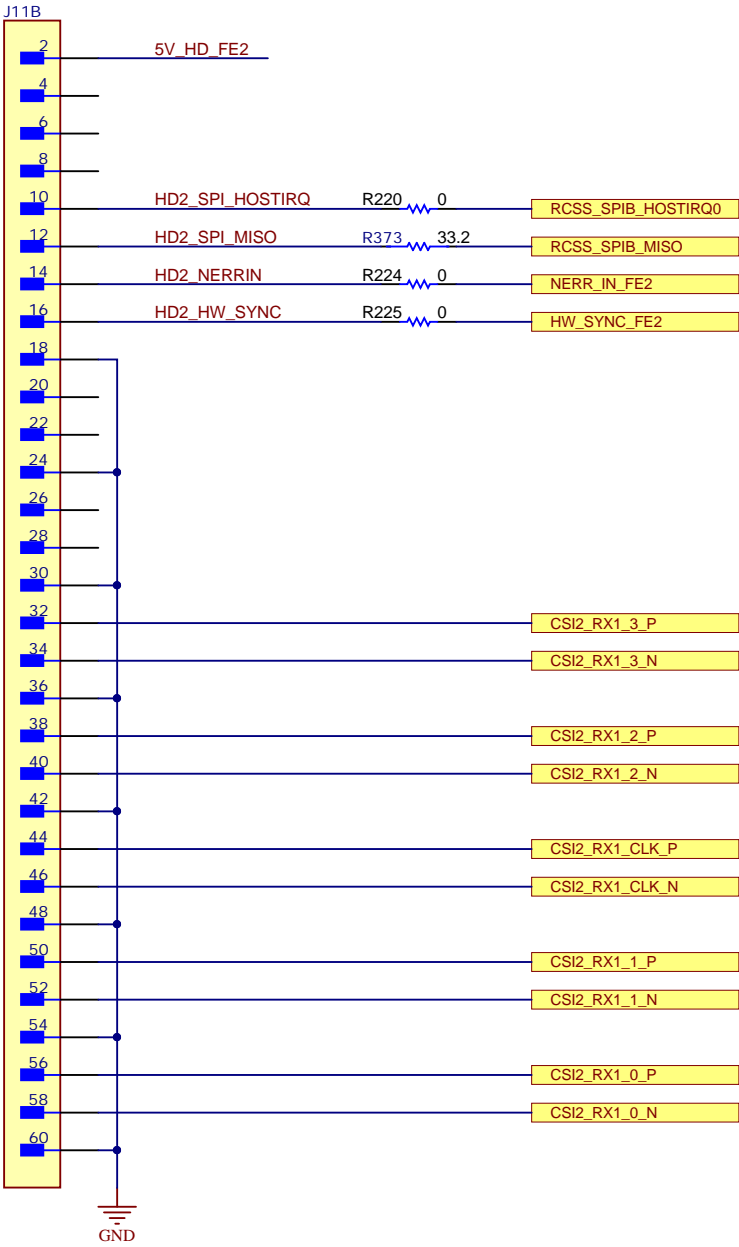 J11B
2 5V_HD_FE2
4
6
8
10 HD2_SPI_HOSTIRQ R220 0 RCSS_SPIB_HOSTIRQ0
12 HD2_SPI_MISO R373 33.2 RCSS_SPIB_MISO
14 HD2_NERRIN R224 0 NERR_IN_FE2
16 HD2_HW_SYNC R225 0 HW_SYNC_FE2
18
20
22
24
26
28
30
32 CSI2_RX1_3_P
34 CSI2_RX1_3_N
36
38 CSI2_RX1_2_P
40 CSI2_RX1_2_N
42
44 CSI2_RX1_CLK_P
46 CSI2_RX1_CLK_N
48
50 CSI2_RX1_1_P
52 CSI2_RX1_1_N
54
56 CSI2_RX1_0_P
58 CSI2_RX1_0_N
60
GND